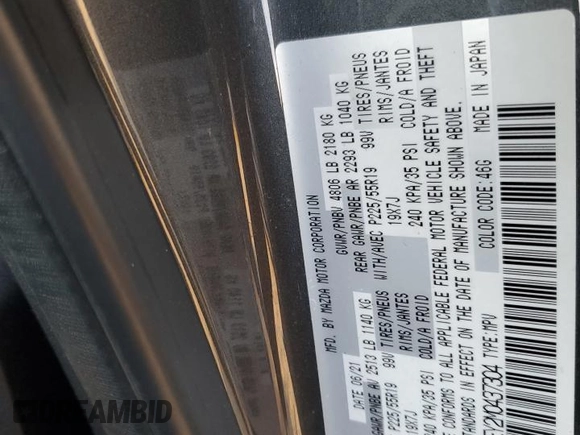 MFD. BY MAZDA MOTOR CORPORATION
DATE 06/21 GVWR/PNBV 4806 LB 2180 KG
GAWR/PNBE AV 2513 LB 1140 KG REAR GAWR/PNBE AR 2293 LB 1040 KG
P225/55R19 99V TIRES/PNEUS WITH/AVEC P225/55R19 99V TIRES/PNEUS
19X7J RIMS/JANTES 19X7J RIMS/JANTES
240 KPA/35 PSI COLD/A FROID 240 KPA/35 PSI COLD/A FROID
TO ALL APPLICABLE FEDERAL MOTOR VEHICLE SAFETY AND THEFT
STANDARDS IN EFFECT ON THE DATE OF MANUFACTURE SHOWN ABOVE.
TYPE:MPV COLOR CODE:46G MADE IN JAPAN
DREAMBID